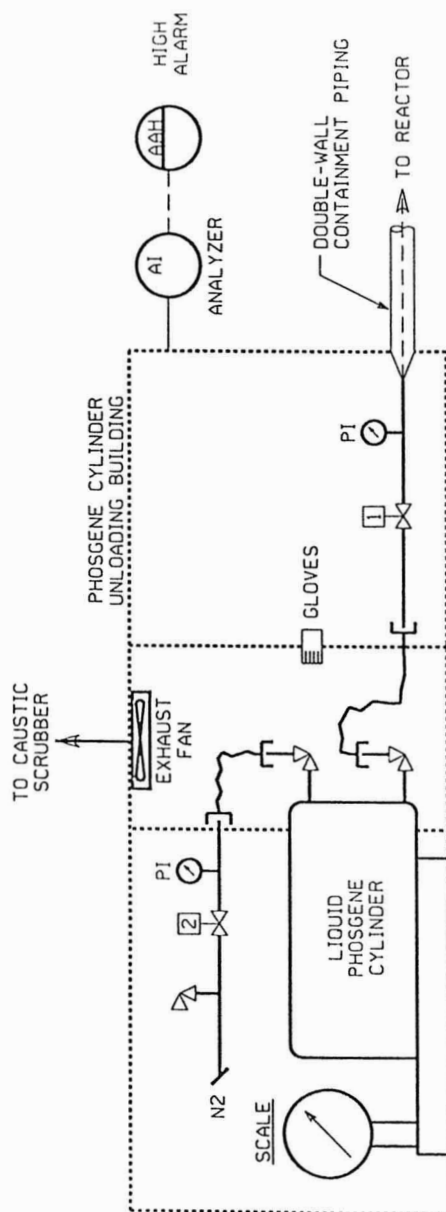 TO CAUSTIC
SCRUBBER
PHOSGENE CYLINDER
UNLOADING BUILDING
AI
ANALYZER
AAH
HIGH
ALARM
EXHAUST
FAN
PI
2
N2
GLOVES
PI
1
DOUBLE-WALL
CONTAINMENT PIPING
TO REACTOR
SCALE
LIQUID
PHOSGENE
CYLINDER